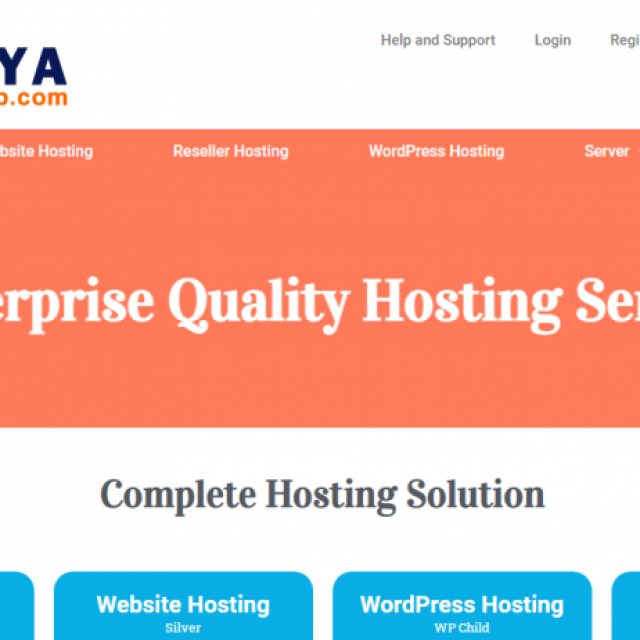 Help and Support Login Regi
YA
p.com
bsite Hosting Reseller Hosting WordPress Hosting Server
erprise Quality Hosting Ser
Complete Hosting Solution
Website Hosting WordPress Hosting
Silver WP Child